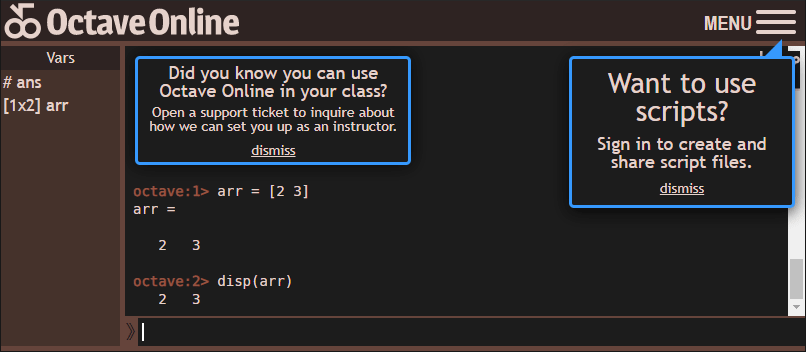 Octave Online
MENU
Vars
# ans
[1x2] arr
Did you know you can use
Octave Online in your class?
Open a support ticket to inquire about
how we can set you up as an instructor.
dismiss
Want to use
scripts?
Sign in to create and
share script files.
dismiss
octave:1> arr = [2 3]
arr =
2 3
octave:2> disp(arr)
2 3
》